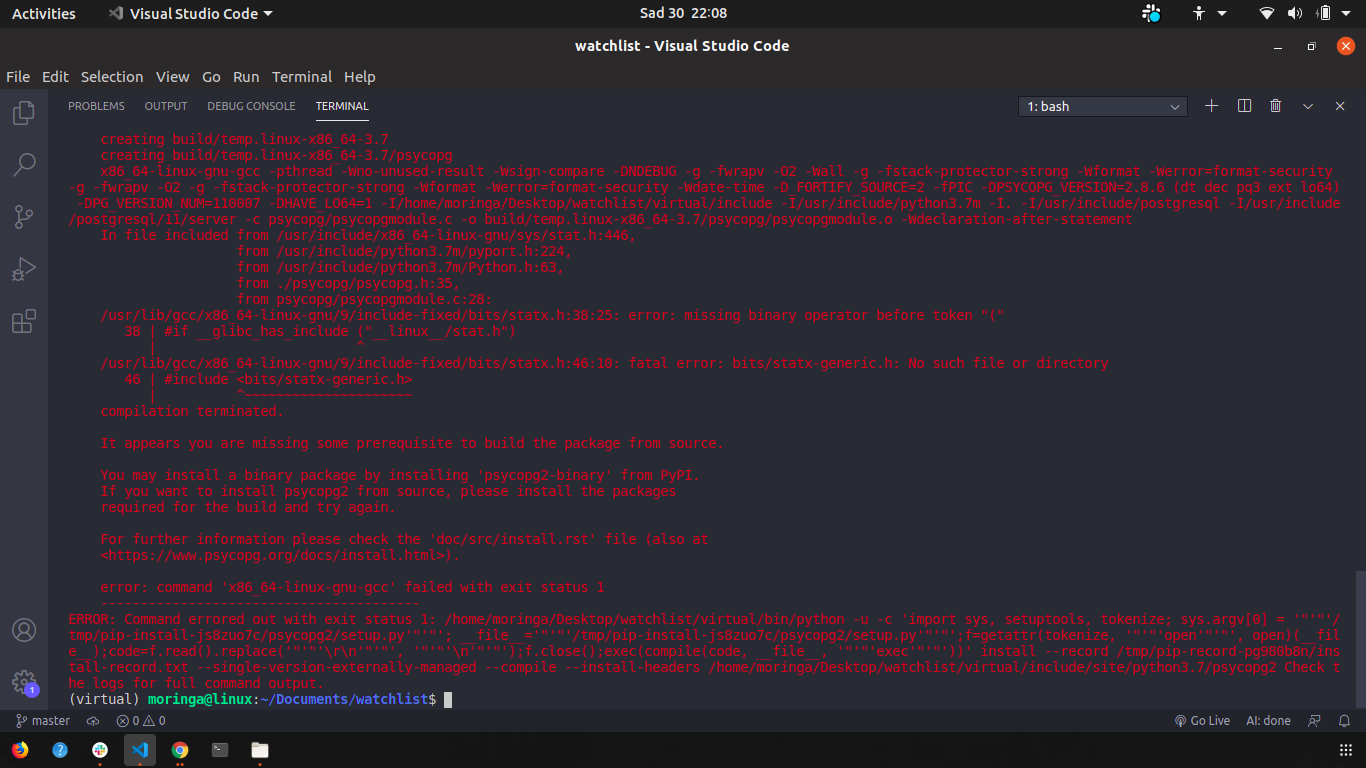 Activities
Visual Studio Code
Sad 30 22:08
watchlist - Visual Studio Code
File Edit Selection View Go Run Terminal Help
PROBLEMS OUTPUT DEBUG CONSOLE TERMINAL
1: bash
creating build/temp.linux-x86_64-3.7
creating build/temp.linux-x86_64-3.7/psycopg
x86_64-linux-gnu-gcc -pthread -Wno-unused-result -Wsign-compare -DNDEBUG -g -fwrapv -O2 -Wall -g -fstack-protector-strong -Wformat -Werror=format-security
-g -fwrapv -O2 -g -fstack-protector-strong -Wformat -Werror=format-security -Wdate-time -D_FORTIFY_SOURCE=2 -fPIC -DPSYCOPG_VERSION=2.8.6 (dt dec pq3 ext lo64)
-DPG_VERSION_NUM=110007 -DHAVE_LO64=1 -I/home/moringa/Desktop/watchlist/virtual/include -I/usr/include/python3.7m -I. -I/usr/include/postgresql -I/usr/include
/postgresql/11/server -c psycopg/psycopgmodule.c -o build/temp.linux-x86_64-3.7/psycopg/psycopgmodule.o -Wdeclaration-after-statement
In file included from /usr/include/x86_64-linux-gnu/sys/stat.h:446,
from /usr/include/python3.7m/pyport.h:224,
from /usr/include/python3.7m/Python.h:63,
from ./psycopg/psycopg.h:35,
from psycopg/psycopgmodule.c:28:
/usr/lib/gcc/x86_64-linux-gnu/9/include-fixed/bits/statx.h:38:25: error: missing binary operator before token "("
38 | #if __glibc_has_include ("__linux__/stat.h")
| ^
/usr/lib/gcc/x86_64-linux-gnu/9/include-fixed/bits/statx.h:46:10: fatal error: bits/statx-generic.h: No such file or directory
46 | #include <bits/statx-generic.h>
| ^~~~~~~~~~~~~~~~~~~~~~
compilation terminated.
It appears you are missing some prerequisite to build the package from source.
You may install a binary package by installing 'psycopg2-binary' from PyPI.
If you want to install psycopg2 from source, please install the packages
required for the build and try again.
For further information please check the 'doc/src/install.rst' file (also at
<https://www.psycopg.org/docs/install.html>).
error: command 'x86_64-linux-gnu-gcc' failed with exit status 1
----------------------------------------
ERROR: Command errored out with exit status 1: /home/moringa/Desktop/watchlist/virtual/bin/python -u -c 'import sys, setuptools, tokenize; sys.argv[0] = '"'"'/
tmp/pip-install-js8zuo7c/psycopg2/setup.py'"'"'; __file__='"'"'/tmp/pip-install-js8zuo7c/psycopg2/setup.py'"'"';f=getattr(tokenize, '"'"'open'"'"', open)(__fil
e__);code=f.read().replace('"'"'\r\n'"'"', '"'"'\n'"'"');f.close();exec(compile(code, __file__, '"'"'exec'"'"'))' install --record /tmp/pip-record-pg980b8n/ins
tall-record.txt --single-version-externally-managed --compile --install-headers /home/moringa/Desktop/watchlist/virtual/include/site/python3.7/psycopg2 Check t
he logs for full command output.
(virtual) moringa@linux:~/Documents/watchlist$
1
master
0 0
Go Live
AI: done